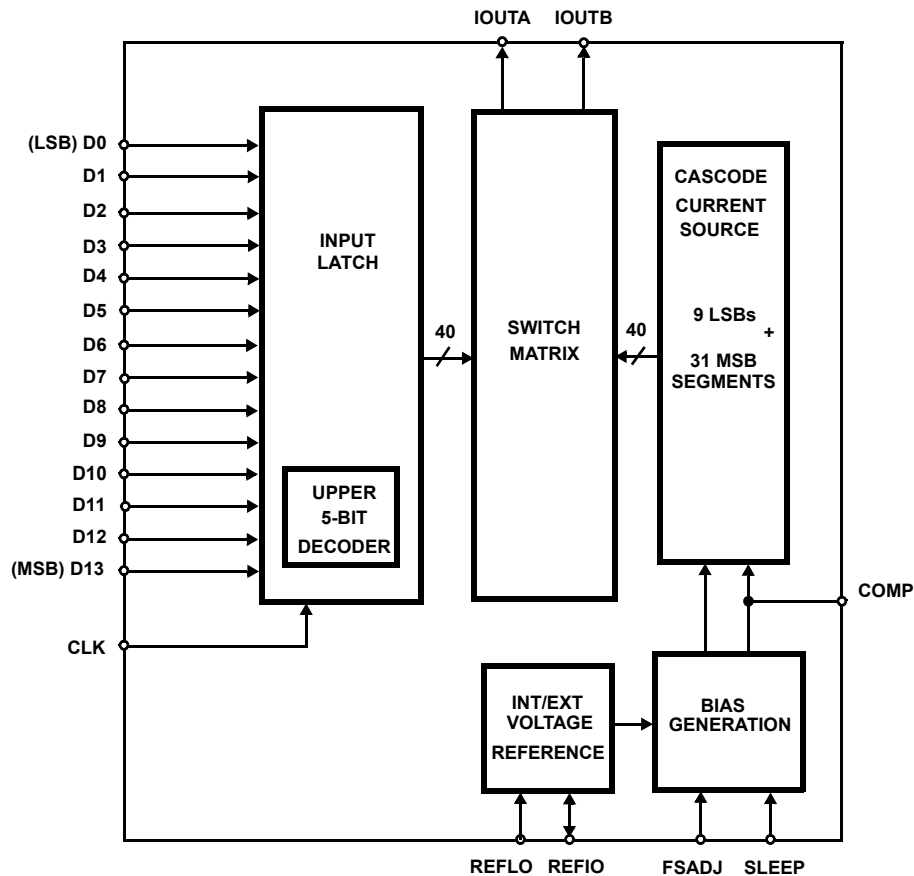 IOUTA IOUTB
(LSB) D0
D1
D2
D3
D4
D5
D6
D7
D8
D9
D10
D11
D12
(MSB) D13
CLK
INPUT
LATCH
UPPER
5-BIT
DECODER
40
SWITCH
MATRIX
40
CASCODE
CURRENT
SOURCE
9 LSBs
+
31 MSB
SEGMENTS
COMP
INT/EXT
VOLTAGE
REFERENCE
BIAS
GENERATION
REFLO REFIO FSADJ SLEEP